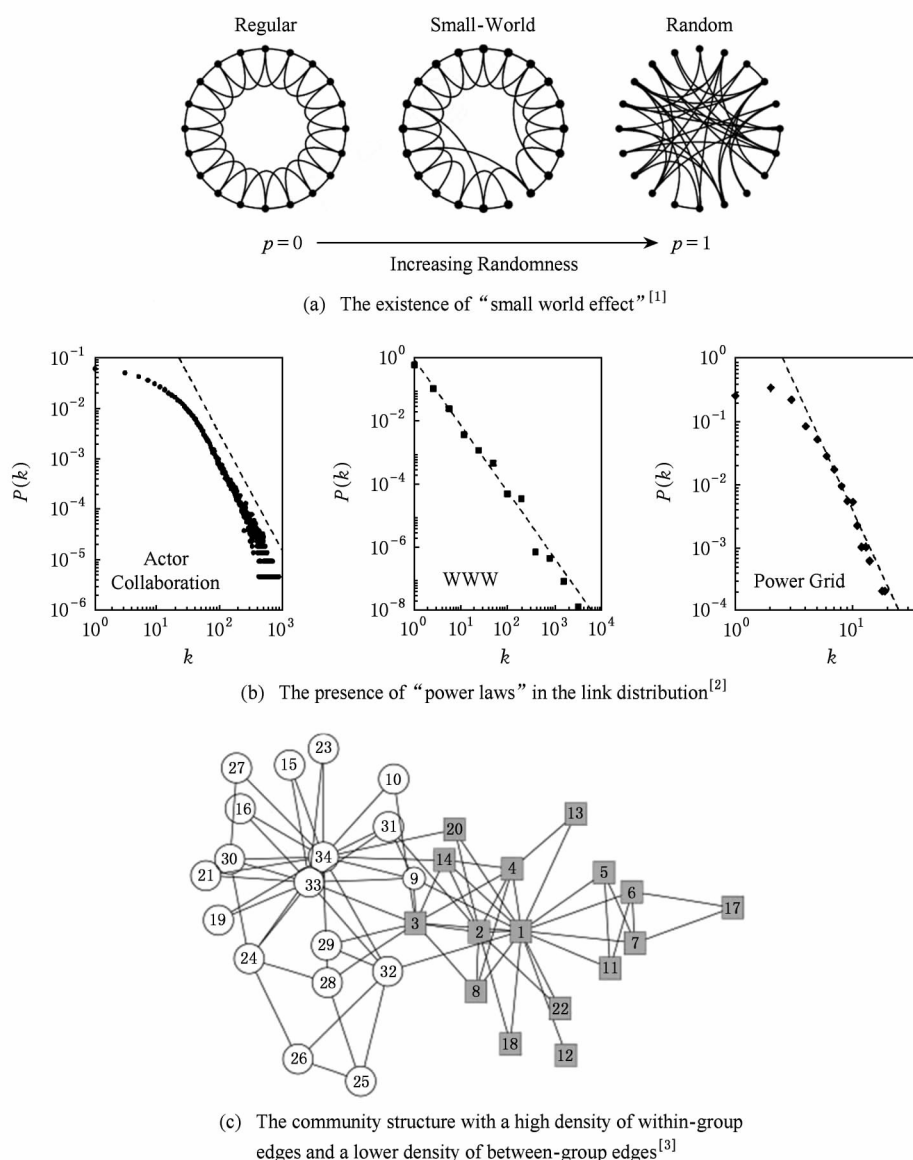 Regular Small-World Random
p=0 p=1
Increasing Randomness
(a) The existence of “small world effect”[1]
10^-1 10^0 10^0
10^-2 10^-2 10^-1
10^-3 10^-4 10^-2
10^-4 10^-6 10^-3
10^-5 10^-8 10^-4
10^-6
P(k) P(k) P(k)
Actor
Collaboration WWW Power Grid
10^0 10^1 10^2 10^3 10^0 10^1 10^2 10^3 10^4 10^0 10^1
k k k
(b) The presence of “power laws” in the link distribution[2]
23
27 15 10
16 31 20 13
30 34 14 4 5
21 33 9 6
19 3 2 1 7 17
24 29 32 11
28 8 22
18 12
26 25
(c) The community structure with a high density of within-group
edges and a lower density of between-group edges[3]